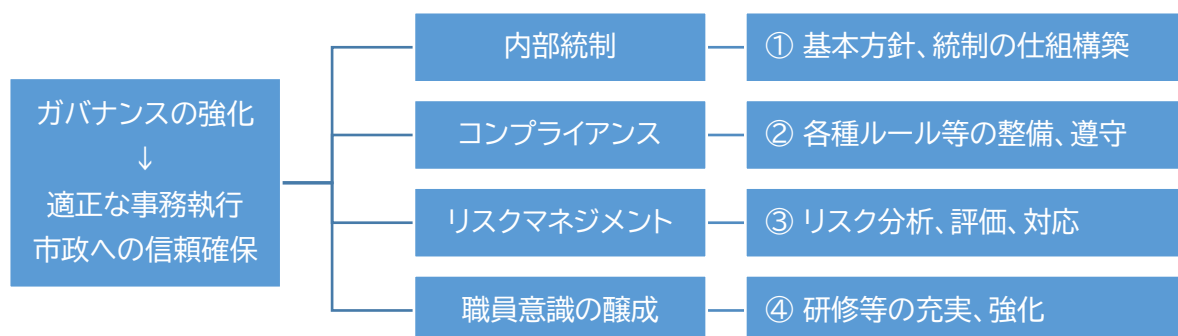 ガバナンスの強化
↓
適正な事務執行
市政への信頼確保
内部統制
① 基本方針、統制の仕組構築
コンプライアンス
② 各種ルール等の整備、遵守
リスクマネジメント
③ リスク分析、評価、対応
職員意識の醸成
④ 研修等の充実、強化